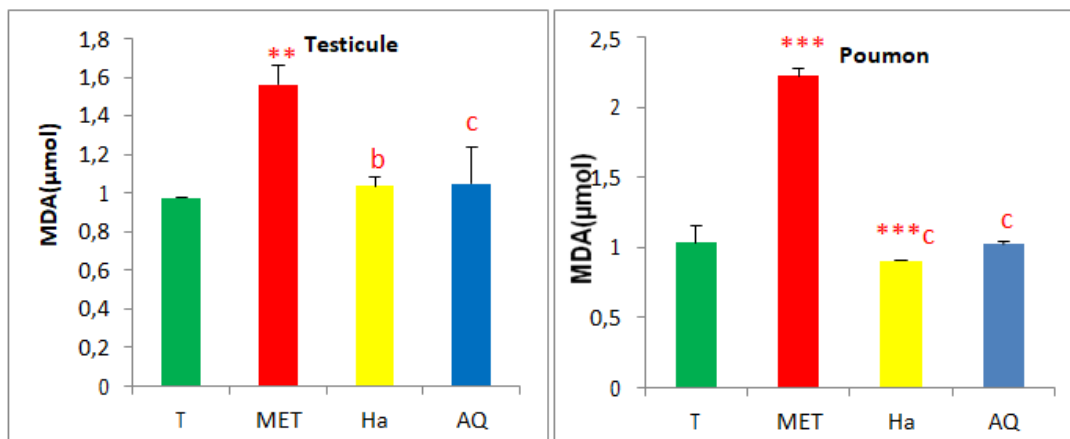 Testicule
MDA(µmol)
1,8
1,6
1,4
1,2
1
0,8
0,6
0,4
0,2
0
**
b
c
T MET Ha AQ
Poumon
MDA(µmol)
2,5
2
1,5
1
0,5
0
***
***c
c
T MET Ha AQ